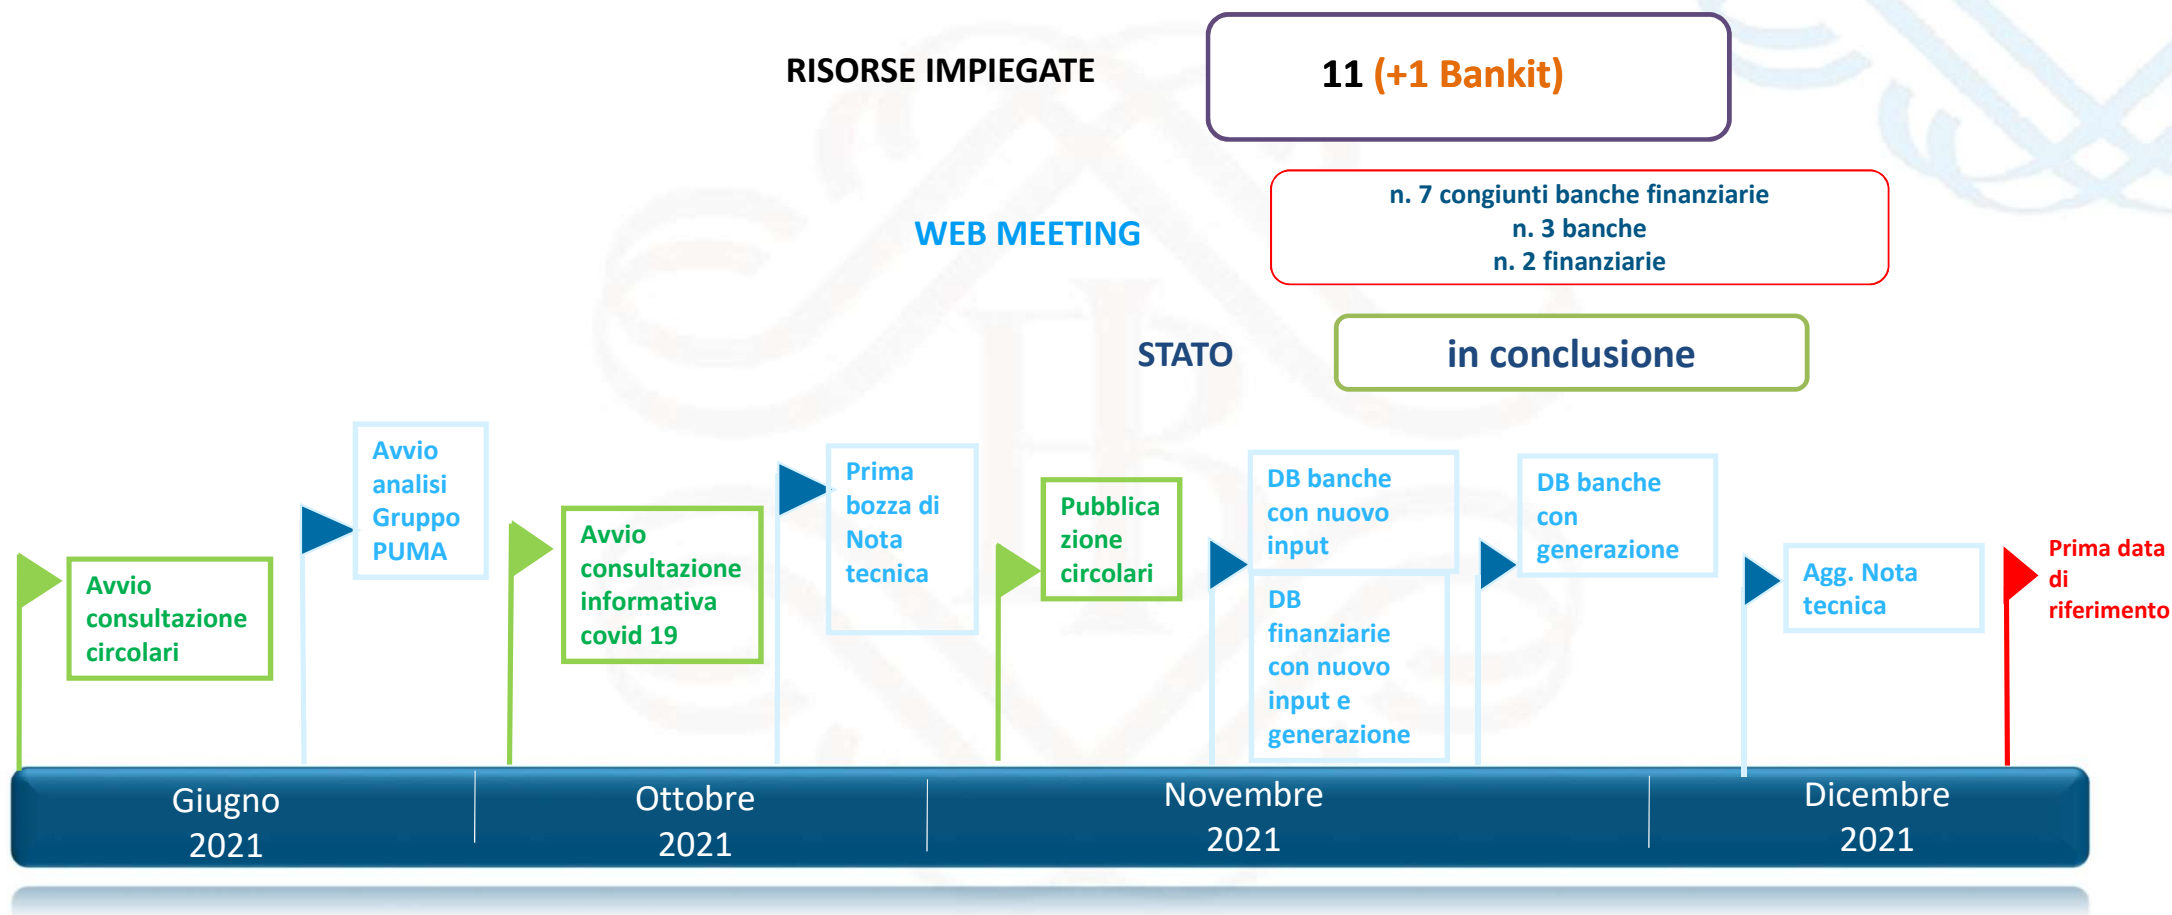 RISORSE IMPIEGATE
11 (+1 Bankit)
WEB MEETING
n. 7 congiunti banche finanziarie
n. 3 banche
n. 2 finanziarie
STATO
in conclusione
Avvio
consultazione
circolari
Avvio
analisi
Gruppo
PUMA
Avvio
consultazione
informativa
covid 19
Prima
bozza di
Nota
tecnica
Pubblica
zione
circolari
DB banche
con nuovo
input
DB
finanziarie
con nuovo
input e
generazione
DB banche
con
generazione
Agg. Nota
tecnica
Prima data
di
riferimento
Giugno
2021
Ottobre
2021
Novembre
2021
Dicembre
2021